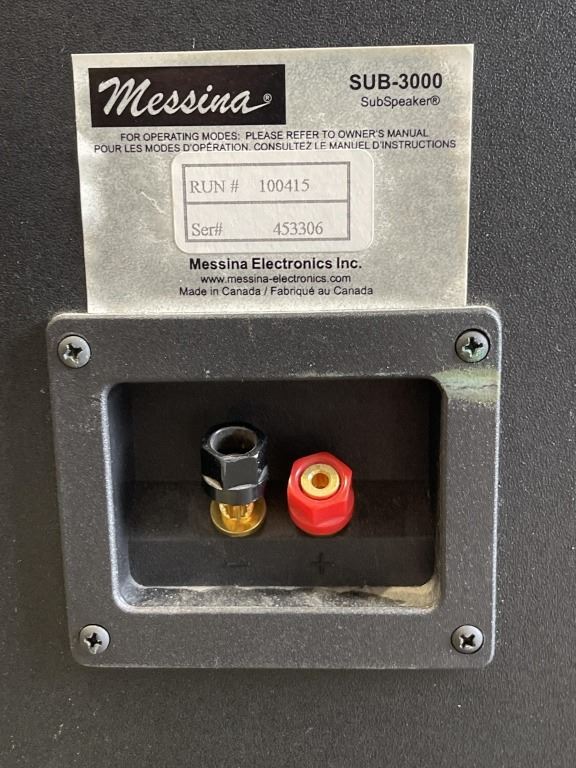 Messina®
SUB-3000
SubSpeaker®
FOR OPERATING MODES: PLEASE REFER TO OWNER'S MANUAL
POUR LES MODES D'OPÉRATION, CONSULTEZ LE MANUEL D'INSTRUCTIONS
RUN # 100415
Ser# 453306
Messina Electronics Inc.
www.messina-electronics.com
Made in Canada / Fabriqué au Canada
- +